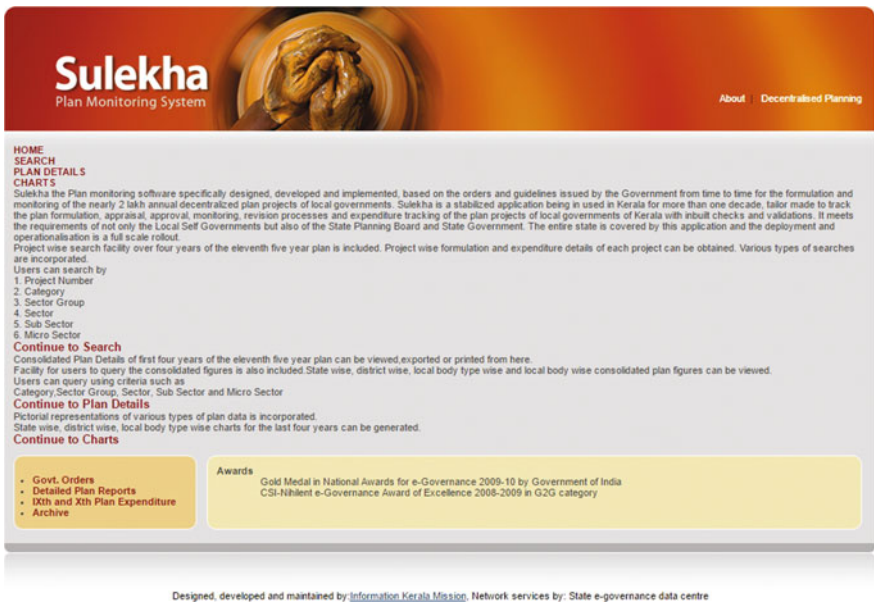 Sulekha
Plan Monitoring System
About | Decentralised Planning
HOME
SEARCH
PLAN DETAILS
CHARTS
Sulekha the Plan monitoring software specifically designed, developed and implemented, based on the orders and guidelines issued by the Government from time to time for the formulation and
monitoring of the nearly 2 lakh annual decentralized plan projects of local governments. Sulekha is a stabilized application being in used in Kerala for more than one decade, tailor made to track
the plan formulation, appraisal, approval, monitoring, revision processes and expenditure tracking of the plan projects of local governments of Kerala with inbuilt checks and validations. It meets
the requirements of not only the Local Self Governments but also of the State Planning Board and State Government. The entire state is covered by this application and the deployment and
operationalisation is a full scale rollout.
Project wise search facility over four years of the eleventh five year plan is included. Project wise formulation and expenditure details of each project can be obtained. Various types of searches
are incorporated.
Users can search by
1. Project Number
2. Category
3. Sector Group
4. Sector
5. Sub Sector
6. Micro Sector
Continue to Search
Consolidated Plan Details of first four years of the eleventh five year plan can be viewed,exported or printed from here.
Facility for users to query the consolidated figures is also included.State wise, district wise, local body type wise and local body wise consolidated plan figures can be viewed.
Users can query using criteria such as
Category,Sector Group, Sector, Sub Sector and Micro Sector
Continue to Plan Details
Pictorial representations of various types of plan data is incorporated.
State wise, district wise, local body type wise charts for the last four years can be generated.
Continue to Charts
• Govt. Orders
• Detailed Plan Reports
• IXth and Xth Plan Expenditure
• Archive
Awards
Gold Medal in National Awards for e-Governance 2009-10 by Government of India
CSI-Nihilent e-Governance Award of Excellence 2008-2009 in G2G category
Designed, developed and maintained by:Information Kerala Mission, Network services by: State e-governance data centre